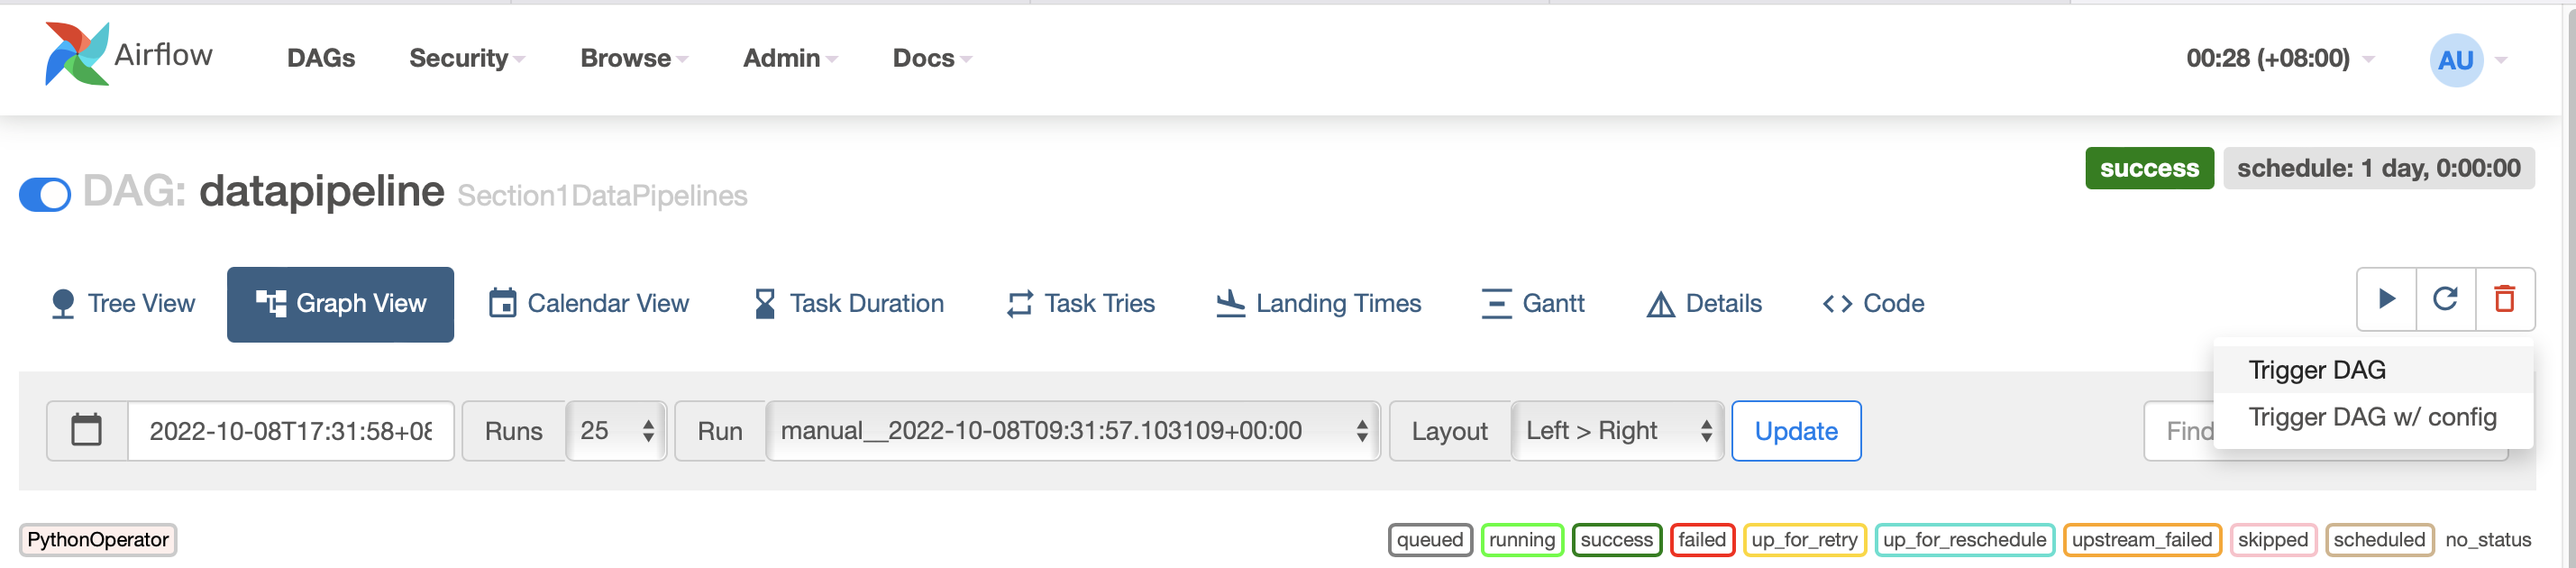 Airflow DAGs Security Browse Admin Docs 00:28 (+08:00) AU
success schedule: 1 day, 0:00:00
DAG: datapipeline Section1DataPipelines
Tree View Graph View Calendar View Task Duration Task Tries Landing Times Gantt Details Code
Trigger DAG
Trigger DAG w/ config
2022-10-08T17:31:58+08 Runs 25 Run manual__2022-10-08T09:31:57.103109+00:00 Layout Left > Right Update Find
PythonOperator queued running success failed up_for_retry up_for_reschedule upstream_failed skipped scheduled no_status